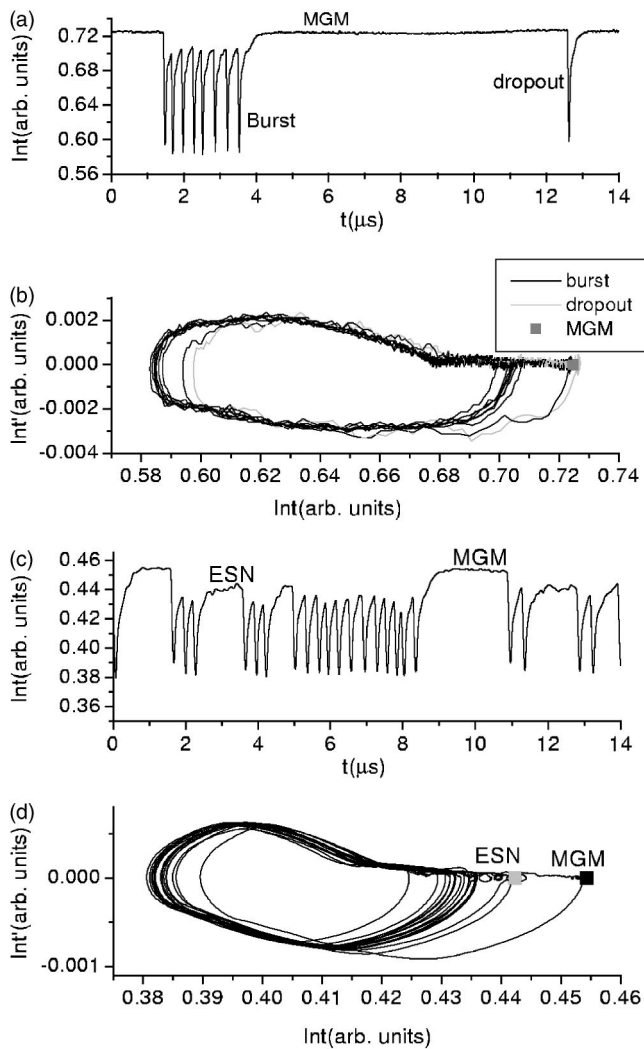 (a)
MGM
0.72
0.68
0.64
0.60
0.56
Int(arb. units)
Burst
dropout
0 2 4 6 8 10 12 14
t(μs)
(b)
burst
dropout
MGM
0.002
0.000
-0.002
-0.004
Int'(arb. units)
0.58 0.60 0.62 0.64 0.66 0.68 0.70 0.72 0.74
Int(arb. units)
(c)
0.46
0.44
0.42
0.40
0.38
0.36
Int(arb. units)
ESN
MGM
0 2 4 6 8 10 12 14
t(μs)
(d)
0.000
-0.001
Int'(arb. units)
ESN
MGM
0.38 0.39 0.40 0.42 0.43 0.44 0.45 0.46
Int(arb. units)